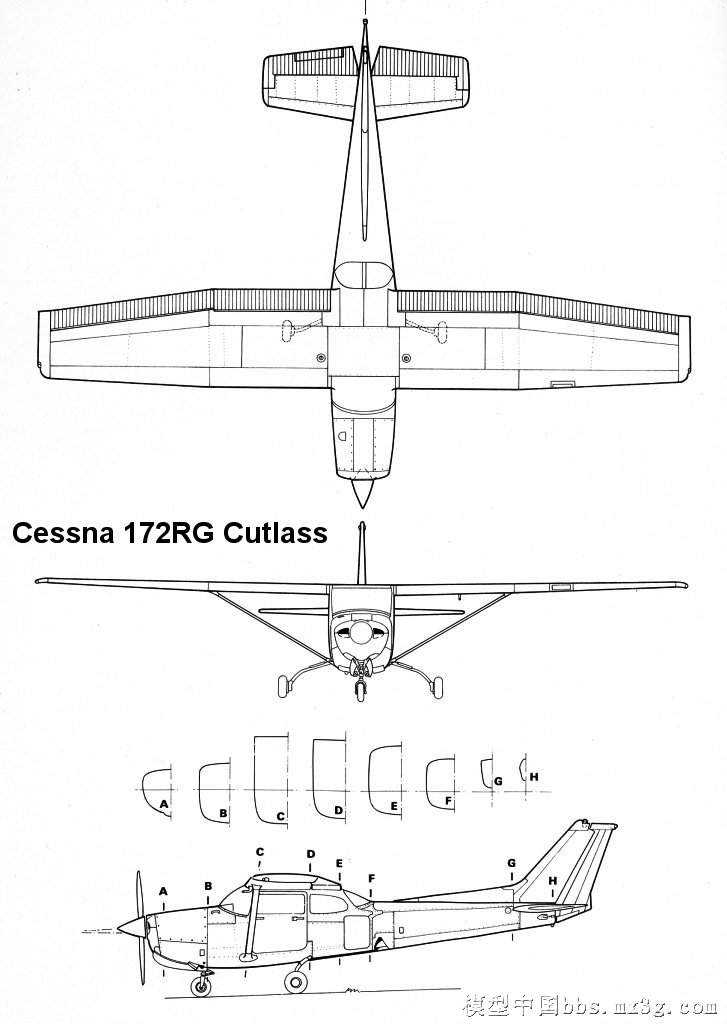 Cessna 172RG Cutlass
A B C D E F G H
A B C D E F G H
模型中国bbs.mx3g.com